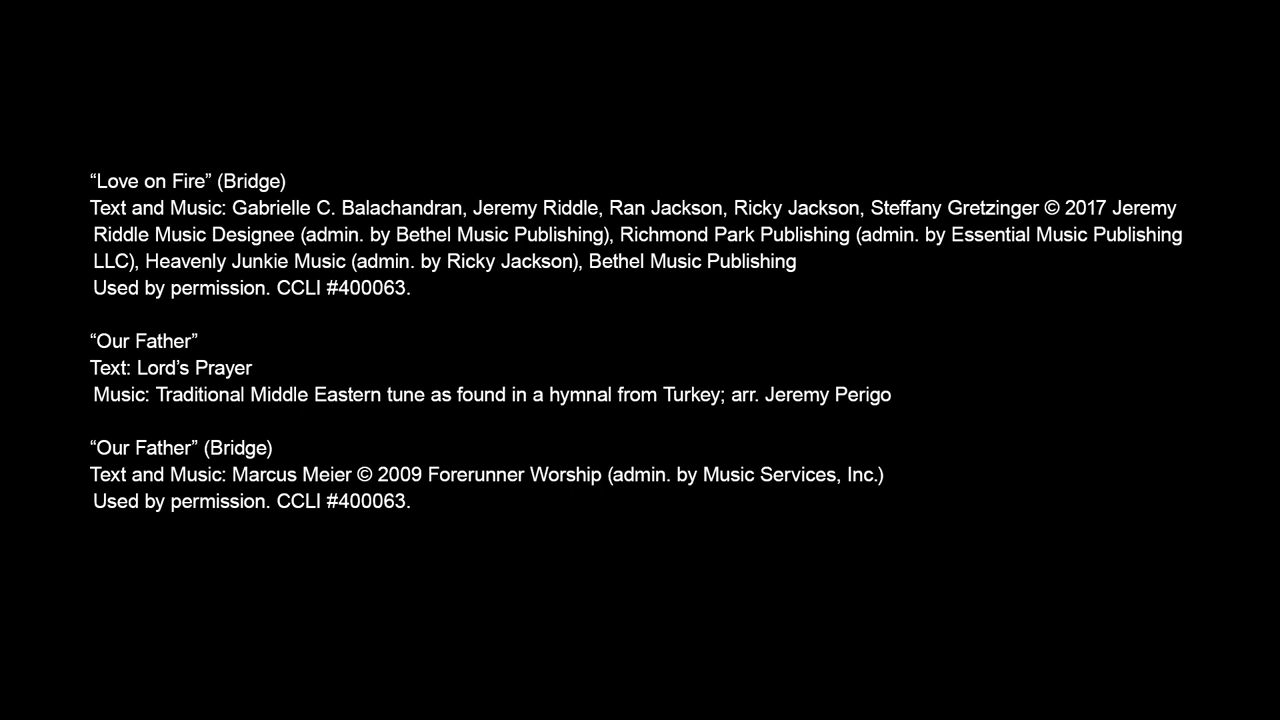 “Love on Fire” (Bridge)
Text and Music: Gabrielle C. Balachandran, Jeremy Riddle, Ran Jackson, Ricky Jackson, Steffany Gretzinger © 2017 Jeremy
Riddle Music Designee (admin. by Bethel Music Publishing), Richmond Park Publishing (admin. by Essential Music Publishing
LLC), Heavenly Junkie Music (admin. by Ricky Jackson), Bethel Music Publishing
Used by permission. CCLI #400063.
“Our Father”
Text: Lord’s Prayer
Music: Traditional Middle Eastern tune as found in a hymnal from Turkey; arr. Jeremy Perigo
“Our Father” (Bridge)
Text and Music: Marcus Meier © 2009 Forerunner Worship (admin. by Music Services, Inc.)
Used by permission. CCLI #400063.